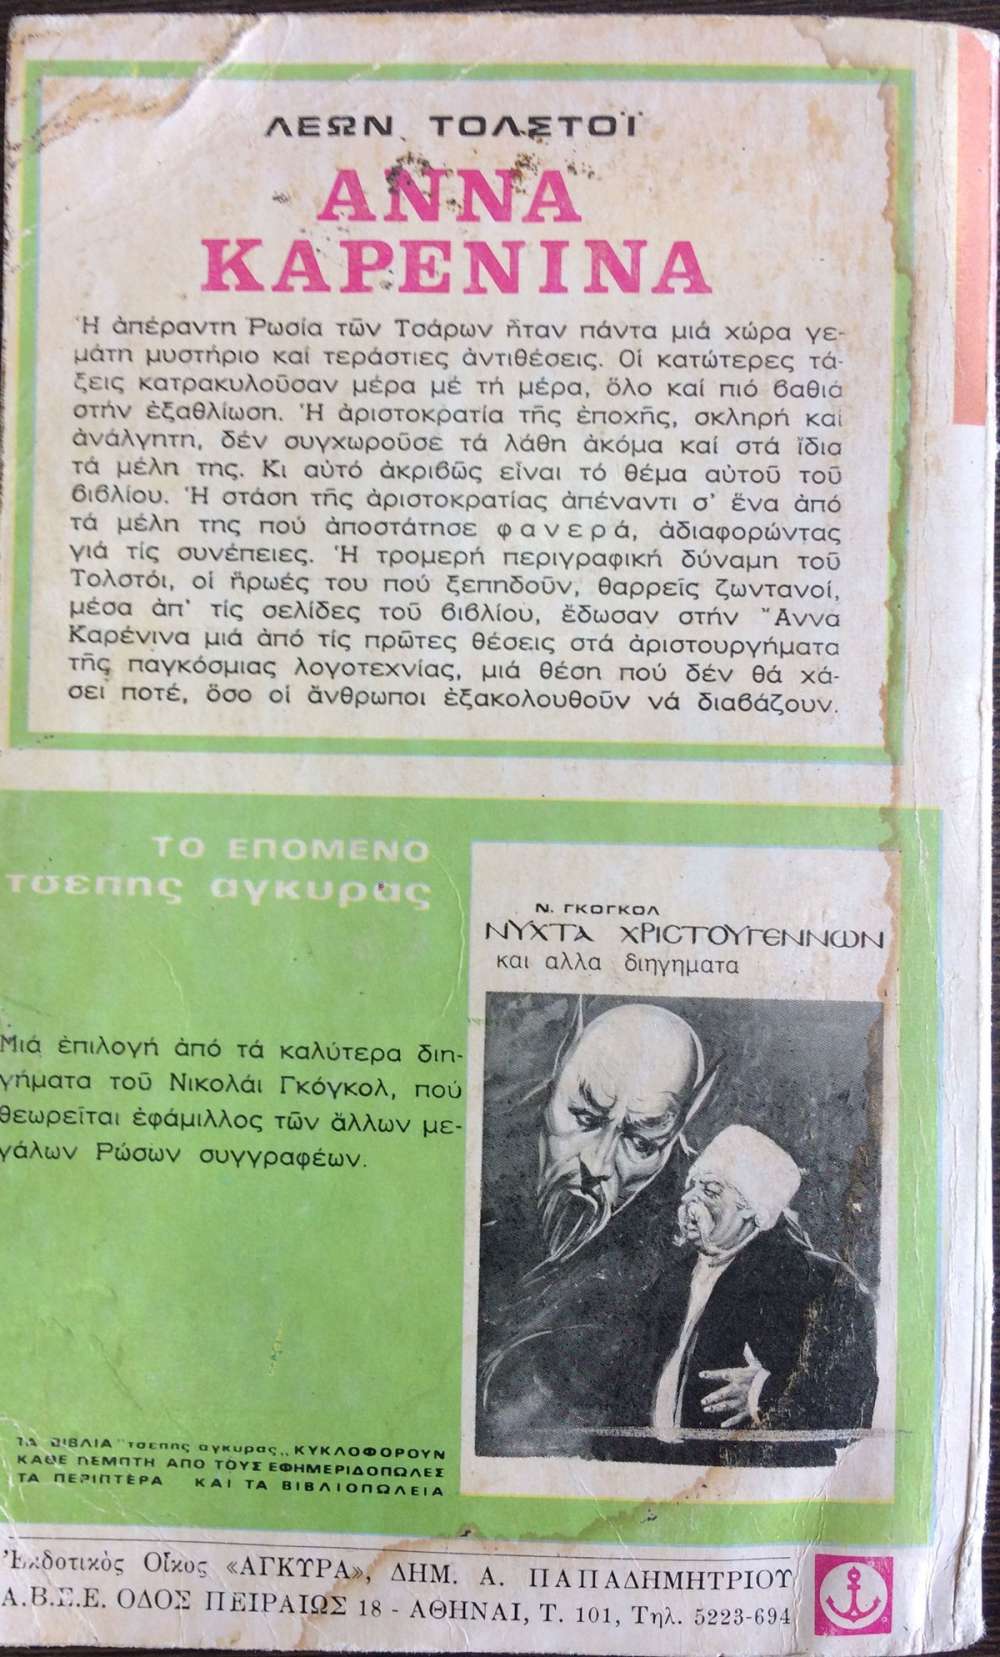 ΛΕΩΝ ΤΟΛΣΤΟΪ
ΑΝΝΑ
ΚΑΡΕΝΙΝΑ
Ἡ ἀπέραντη Ρωσία τῶν Τσάρων ἦταν πάντα μιά χώρα γε-
μάτη μυστήριο καί τεράστιες ἀντιθέσεις. Οἱ κατώτερες τά-
ξεις κατρακυλοῦσαν μέρα μέ τή μέρα, ὅλο καί πιό βαθιά
στήν ἐξαθλίωση. Ἡ ἀριστοκρατία τῆς ἐποχῆς, σκληρή καί
ἀνάλγητη, δέν συγχωροῦσε τά λάθη ἀκόμα καί στά ἴδια
τά μέλη της. Κι αὐτό ἀκριβῶς εἶναι τό θέμα αὐτοῦ τοῦ
βιβλίου. Ἡ στάση τῆς ἀριστοκρατίας ἀπέναντι σ' ἕνα ἀπό
τά μέλη της πού ἀποστάτησε φανερά, ἀδιαφορώντας
γιά τίς συνέπειες. Ἡ τρομερή περιγραφική δύναμη τοῦ
Τολστόι, οἱ ἥρωές του πού ξεπηδοῦν, θαρρεῖς ζωντανοί,
μέσα ἀπ' τίς σελίδες τοῦ βιβλίου, ἔδωσαν στήν "Αννα
Καρένινα μιά ἀπό τίς πρῶτες θέσεις στά ἀριστουργήματα
τῆς παγκόσμιας λογοτεχνίας, μιά θέση πού δέν θά χά-
σει ποτέ, ὅσο οἱ ἄνθρωποι ἐξακολουθοῦν νά διαβάζουν.
ΤΟ ΕΠΟΜΕΝΟ
τσεπης αγκυρας
Μιά ἐπιλογή ἀπό τά καλύτερα διη-
γήματα τοῦ Νικολάι Γκόγκολ, πού
θεωρεῖται ἐφάμιλλος τῶν ἄλλων με-
γάλων Ρώσων συγγραφέων.
Ν. ΓΚΟΓΚΟΛ
ΝΥΧΤΑ ΧΡΙΣΤΟΥΓΕΝΝΩΝ
και αλλα διηγηματα
ΤΑ ΒΙΒΛΙΑ "τσεπης αγκυρας,, ΚΥΚΛΟΦΟΡΟΥΝ
ΚΑΘΕ ΠΕΜΠΤΗ ΑΠΟ ΤΟΥΣ ΕΦΗΜΕΡΙΔΟΠΩΛΕΣ
ΤΑ ΠΕΡΙΠΤΕΡΑ ΚΑΙ ΤΑ ΒΙΒΛΙΟΠΩΛΕΙΑ
Ἐκδοτικὸς Οἶκος «ΑΓΚΥΡΑ», ΔΗΜ. Α. ΠΑΠΑΔΗΜΗΤΡΙΟΥ
Α.Β.Σ.Ε. ΟΔΟΣ ΠΕΙΡΑΙΩΣ 18 - ΑΘΗΝΑΙ, Τ. 101, Τηλ. 5223-694